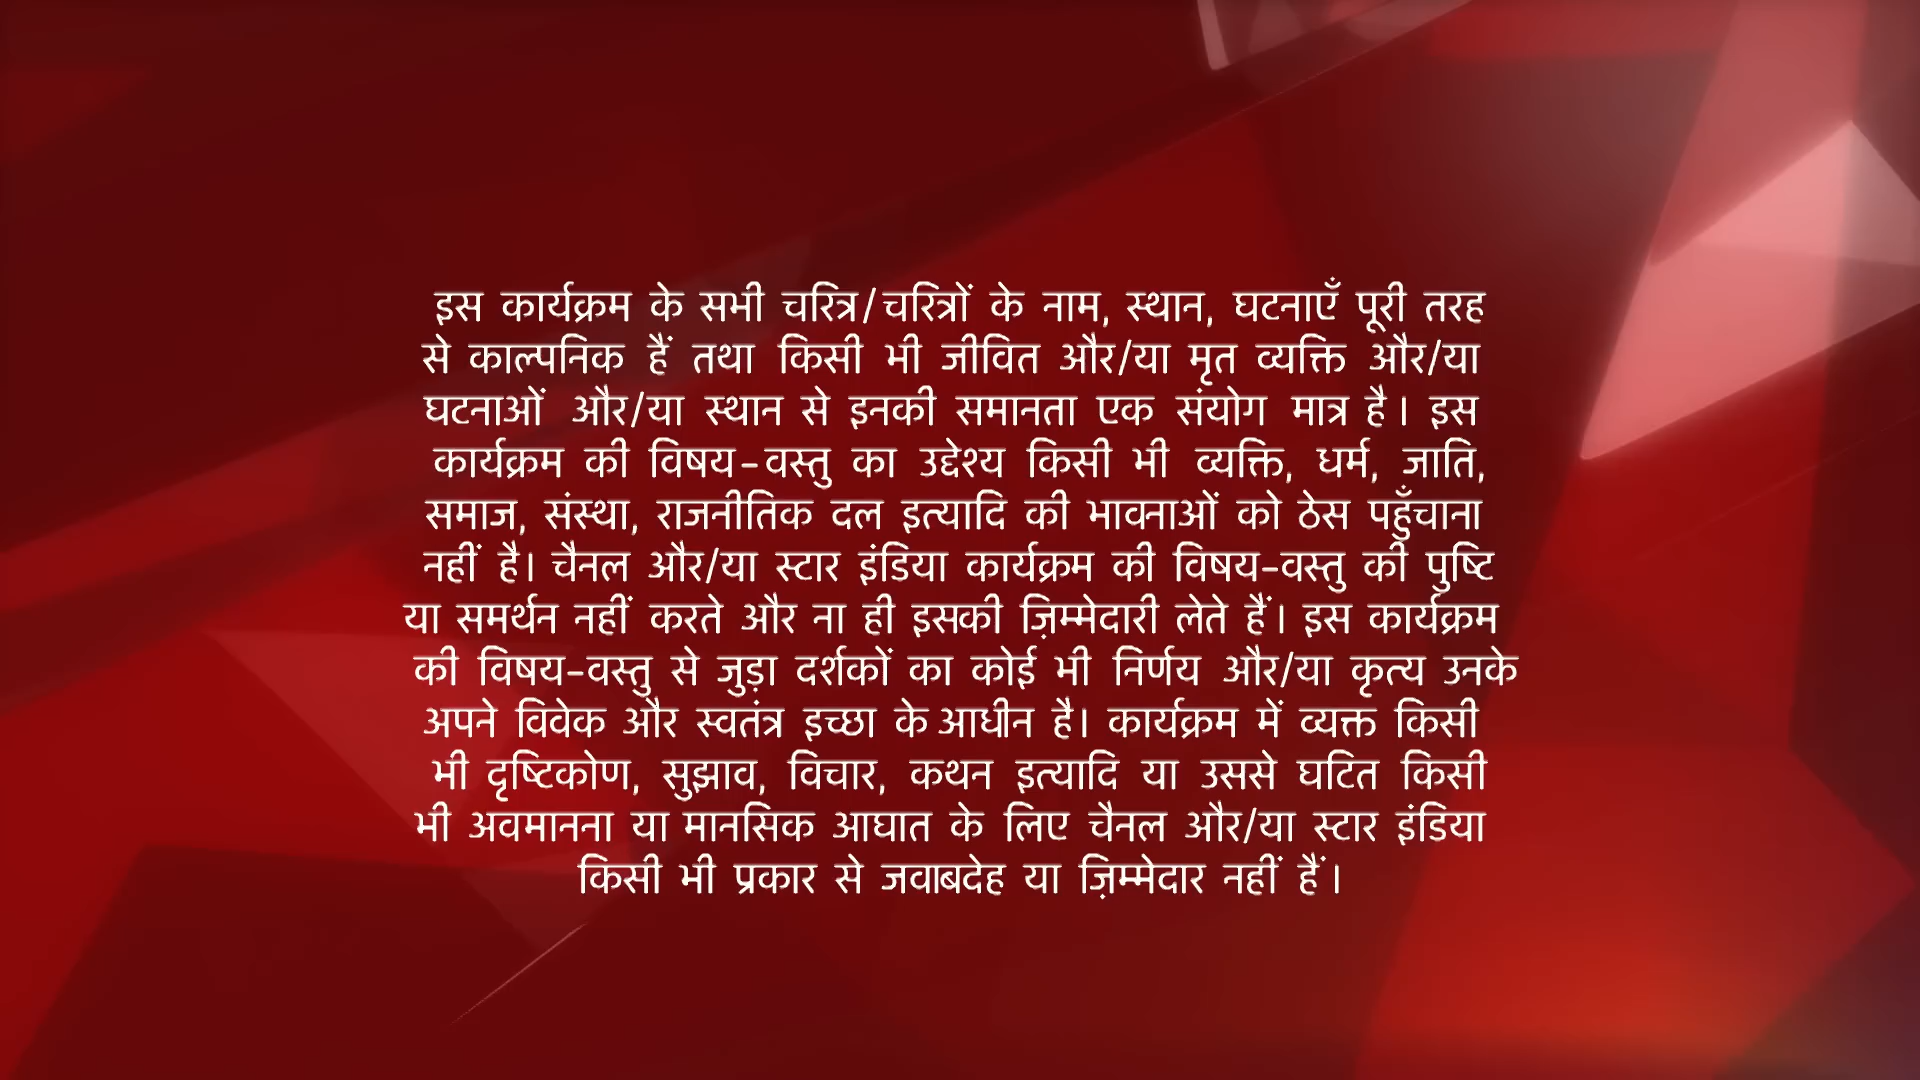 इस कार्यक्रम के सभी चरित्र/चरित्रों के नाम, स्थान, घटनाएँ पूरी तरह
से काल्पनिक हैं तथा किसी भी जीवित और/या मृत व्यक्ति और/या
घटनाओं और/या स्थान से इनकी समानता एक संयोग मात्र है। इस
कार्यक्रम की विषय-वस्तु का उद्देश्य किसी भी व्यक्ति, धर्म, जाति,
समाज, संस्था, राजनीतिक दल इत्यादि की भावनाओं को ठेस पहुँचाना
नहीं है। चैनल और/या स्टार इंडिया कार्यक्रम की विषय-वस्तु की पुष्टि
या समर्थन नहीं करते और ना ही इसकी ज़िम्मेदारी लेते हैं। इस कार्यक्रम
की विषय-वस्तु से जुड़ा दर्शकों का कोई भी निर्णय और/या कृत्य उनके
अपने विवेक और स्वतंत्र इच्छा के आधीन है। कार्यक्रम में व्यक्त किसी
भी दृष्टिकोण, सुझाव, विचार, कथन इत्यादि या उससे घटित किसी
भी अवमानना या मानसिक आघात के लिए चैनल और/या स्टार इंडिया
किसी भी प्रकार से जवाबदेह या ज़िम्मेदार नहीं हैं।